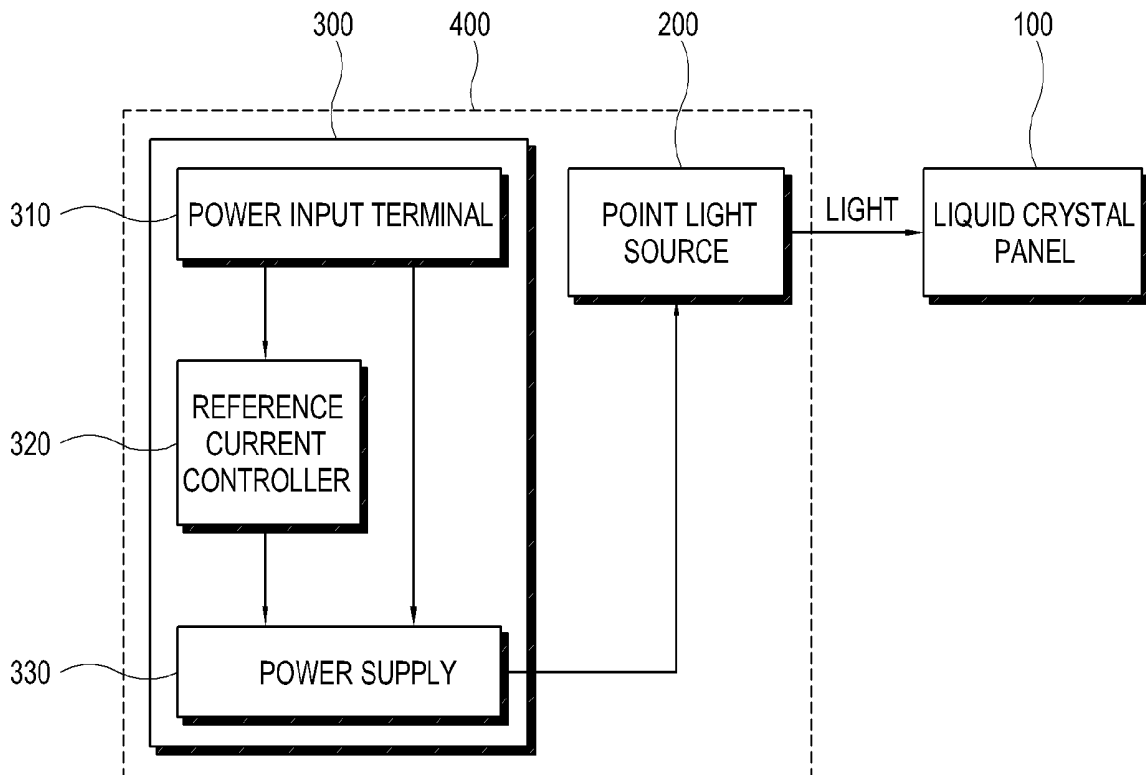 300
400
200
100
310
POWER INPUT TERMINAL
POINT LIGHT
SOURCE
LIGHT
LIQUID CRYSTAL
PANEL
320
REFERENCE
CURRENT
CONTROLLER
330
POWER SUPPLY